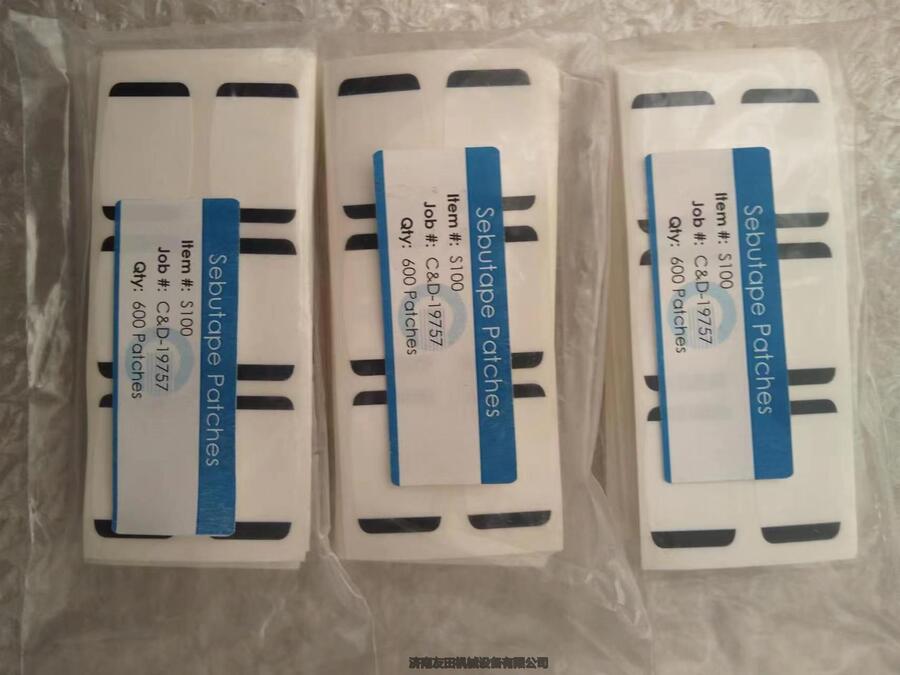 Sebutape Patches
Item #: S100
Job #: C&D-19757
Qty: 600 Patches
Sebutape Patches
Item #: S100
Job #: C&D-19757
Qty: 600 Patches
Sebutape Patches
Item #: S100
Job #: C&D-19757
Qty: 600 Patches
济南友田机械设备有限公司